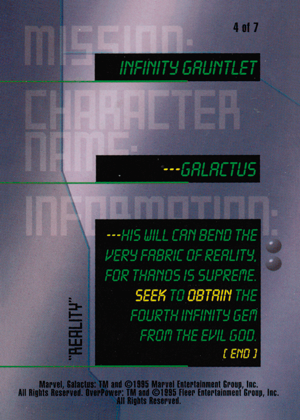 4 of 7
MISSION:
INFINITY GAUNTLET
CHARACTER
NAME:
---GALACTUS
INFORMATION:
---HIS WILL CAN BEND THE
VERY FABRIC OF REALITY,
FOR THANOS IS SUPREME.
SEEK TO OBTAIN THE
FOURTH INFINITY GEM
FROM THE EVIL GOD.
[ END ]
"REALITY"
Marvel, Galactus: TM and ©1995 Marvel Entertainment Group, Inc.
All Rights Reserved. OverPower: TM and ©1995 Fleer Entertainment Group, Inc.
All Rights Reserved.